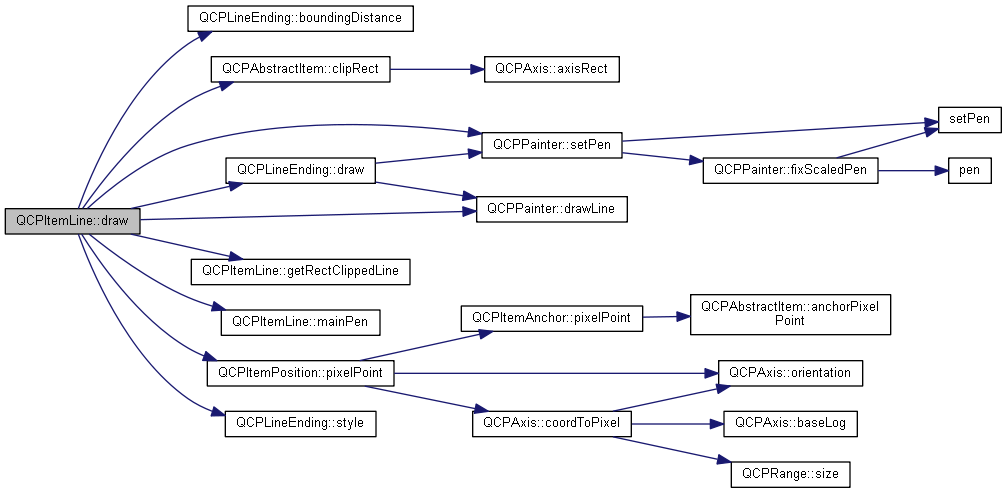 QCPLineEnding::boundingDistance
QCPAbstractItem::clipRect
QCPAxis::axisRect
QCPPainter::setPen
setPen
QCPLineEnding::draw
QCPPainter::fixScaledPen
pen
QCPItemLine::draw
QCPPainter::drawLine
QCPItemLine::getRectClippedLine
QCPItemLine::mainPen
QCPItemAnchor::pixelPoint
QCPAbstractItem::anchorPixel
Point
QCPItemPosition::pixelPoint
QCPAxis::orientation
QCPLineEnding::style
QCPAxis::coordToPixel
QCPAxis::baseLog
QCPRange::size